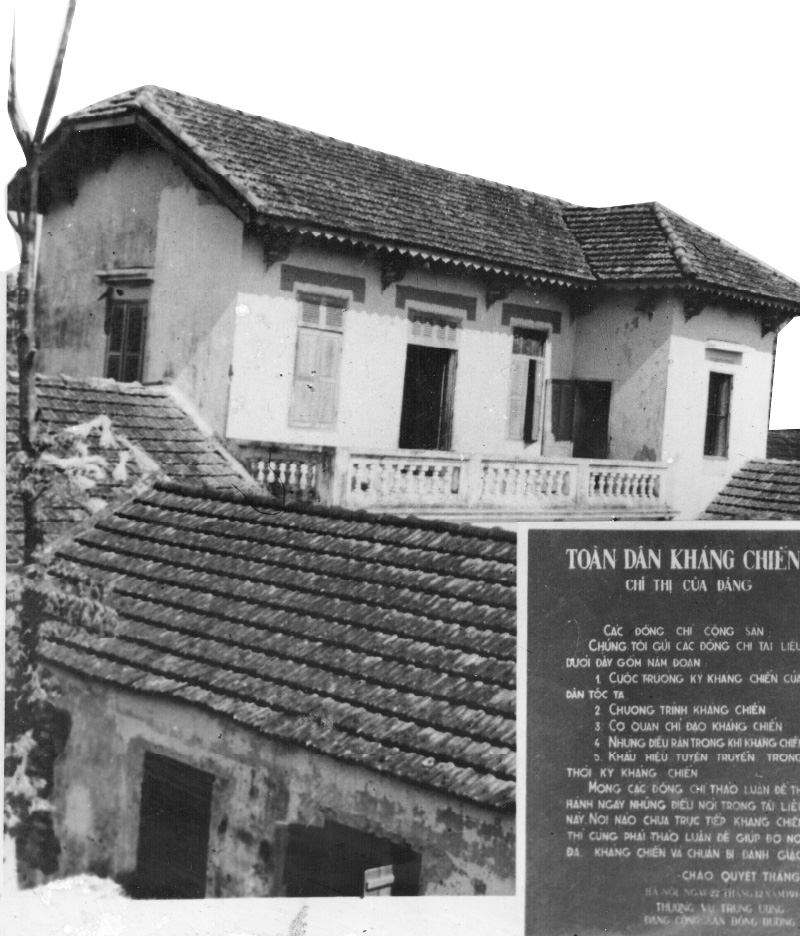 TOÀN DÂN KHÁNG CHIẾN
CHỈ THỊ CỦA ĐẢNG
CÁC ĐỒNG CHÍ CỘNG SẢN
CHÚNG TÔI GỬI CÁC ĐỒNG CHÍ TÀI LIỆU
DƯỚI ĐÂY GỒM NĂM ĐOẠN
1. CUỘC TRƯỜNG KỲ KHÁNG CHIẾN CỦA
DÂN TỘC TA
2 CHƯƠNG TRÌNH KHÁNG CHIẾN
3 CƠ QUAN CHỈ ĐẠO KHÁNG CHIẾN
4 NHỮNG ĐIỀU RĂN TRONG KHI KHÁNG CHIẾ
5. KHẨU HIỆU TUYÊN TRUYỀN TRONG
THỜI KỲ KHÁNG CHIẾN
MONG CÁC ĐỒNG CHÍ THẢO LUẬN ĐỂ TH
HÀNH NGAY NHỮNG ĐIỀU NÓI TRONG TÀI LIỆ
NÀY. NƠI NÀO CHƯA TRỰC TIẾP KHÁNG CHIẾ
THÌ CŨNG PHẢI THẢO LUẬN ĐỂ GIÚP ĐỠ NƠ
ĐÃ KHÁNG CHIẾN VÀ CHUẨN BỊ ĐÁNH GIẶC
-CHÀO QUYẾT THẮNG
HÀ NỘI NGÀY 22 THÁNG 12 NĂM 194
THƯỜNG VỤ TRUNG ƯƠNG
ĐẢNG CỘNG SẢN ĐÔNG DƯƠNG